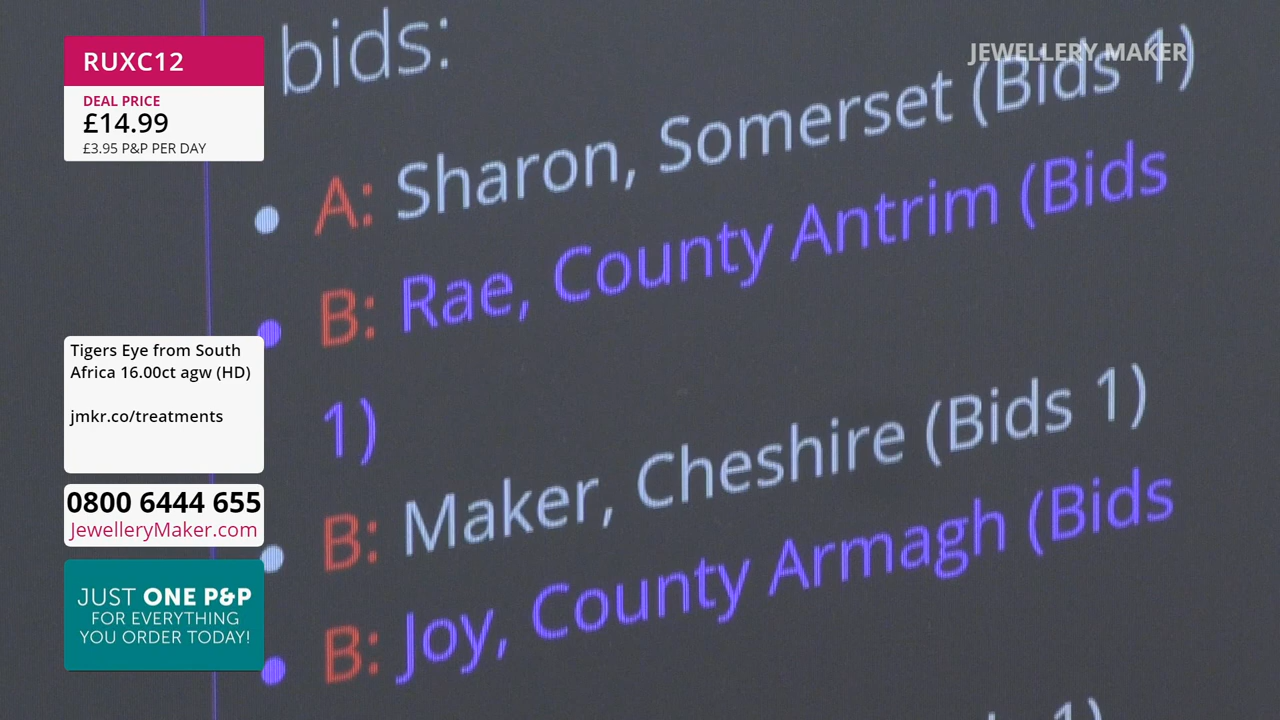 RUXC12
DEAL PRICE
£14.99
£3.95 P&P PER DAY
Tigers Eye from South
Africa 16.00ct agw (HD)
jmkr.co/treatments
0800 6444 655
JewelleryMaker.com
JUST ONE P&P
FOR EVERYTHING
YOU ORDER TODAY!
JEWELLERY MAKER
bids:
A: Sharon, Somerset (Bids 1)
B: Rae, County Antrim (Bids
1)
B: Maker, Cheshire (Bids 1)
B: Joy, County Armagh (Bids
1)